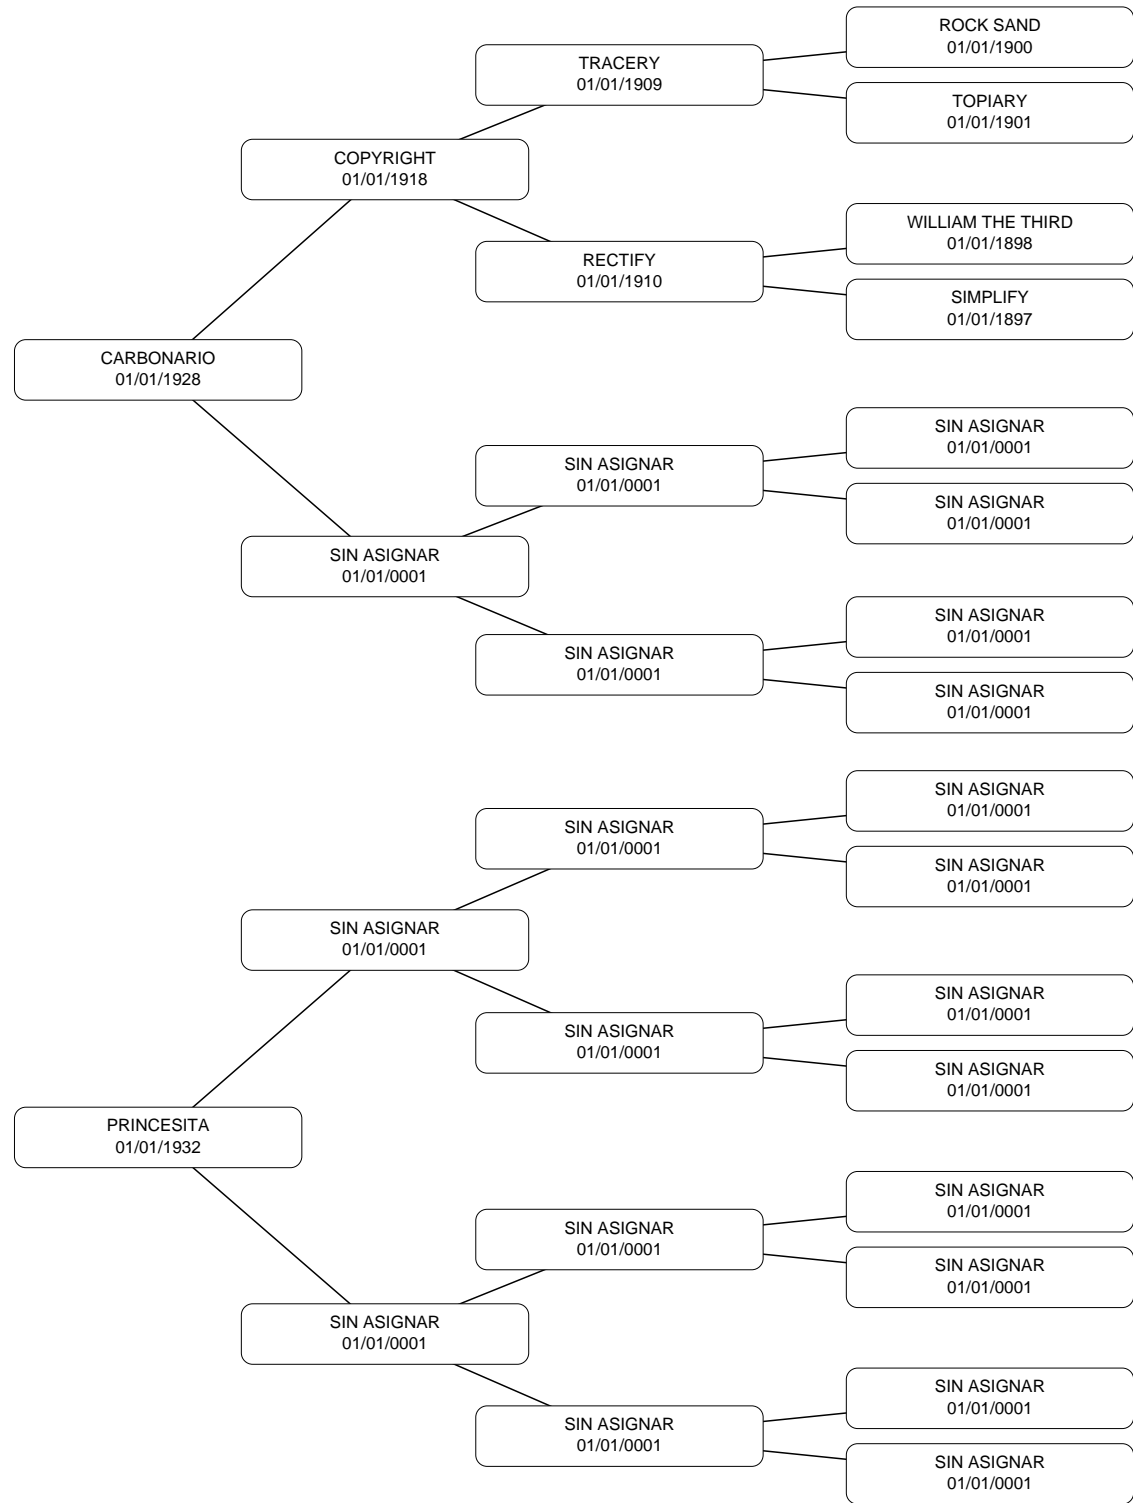 ROCK SAND
01/01/1900
TRACERY
01/01/1909
TOPIARY
01/01/1901
COPYRIGHT
01/01/1918
WILLIAM THE THIRD
01/01/1898
RECTIFY
01/01/1910
SIMPLIFY
01/01/1897
CARBONARIO
01/01/1928
SIN ASIGNAR
01/01/0001
SIN ASIGNAR
01/01/0001
SIN ASIGNAR
01/01/0001
SIN ASIGNAR
01/01/0001
SIN ASIGNAR
01/01/0001
SIN ASIGNAR
01/01/0001
SIN ASIGNAR
01/01/0001
SIN ASIGNAR
01/01/0001
SIN ASIGNAR
01/01/0001
SIN ASIGNAR
01/01/0001
SIN ASIGNAR
01/01/0001
SIN ASIGNAR
01/01/0001
SIN ASIGNAR
01/01/0001
SIN ASIGNAR
01/01/0001
PRINCESITA
01/01/1932
SIN ASIGNAR
01/01/0001
SIN ASIGNAR
01/01/0001
SIN ASIGNAR
01/01/0001
SIN ASIGNAR
01/01/0001
SIN ASIGNAR
01/01/0001
SIN ASIGNAR
01/01/0001
SIN ASIGNAR
01/01/0001